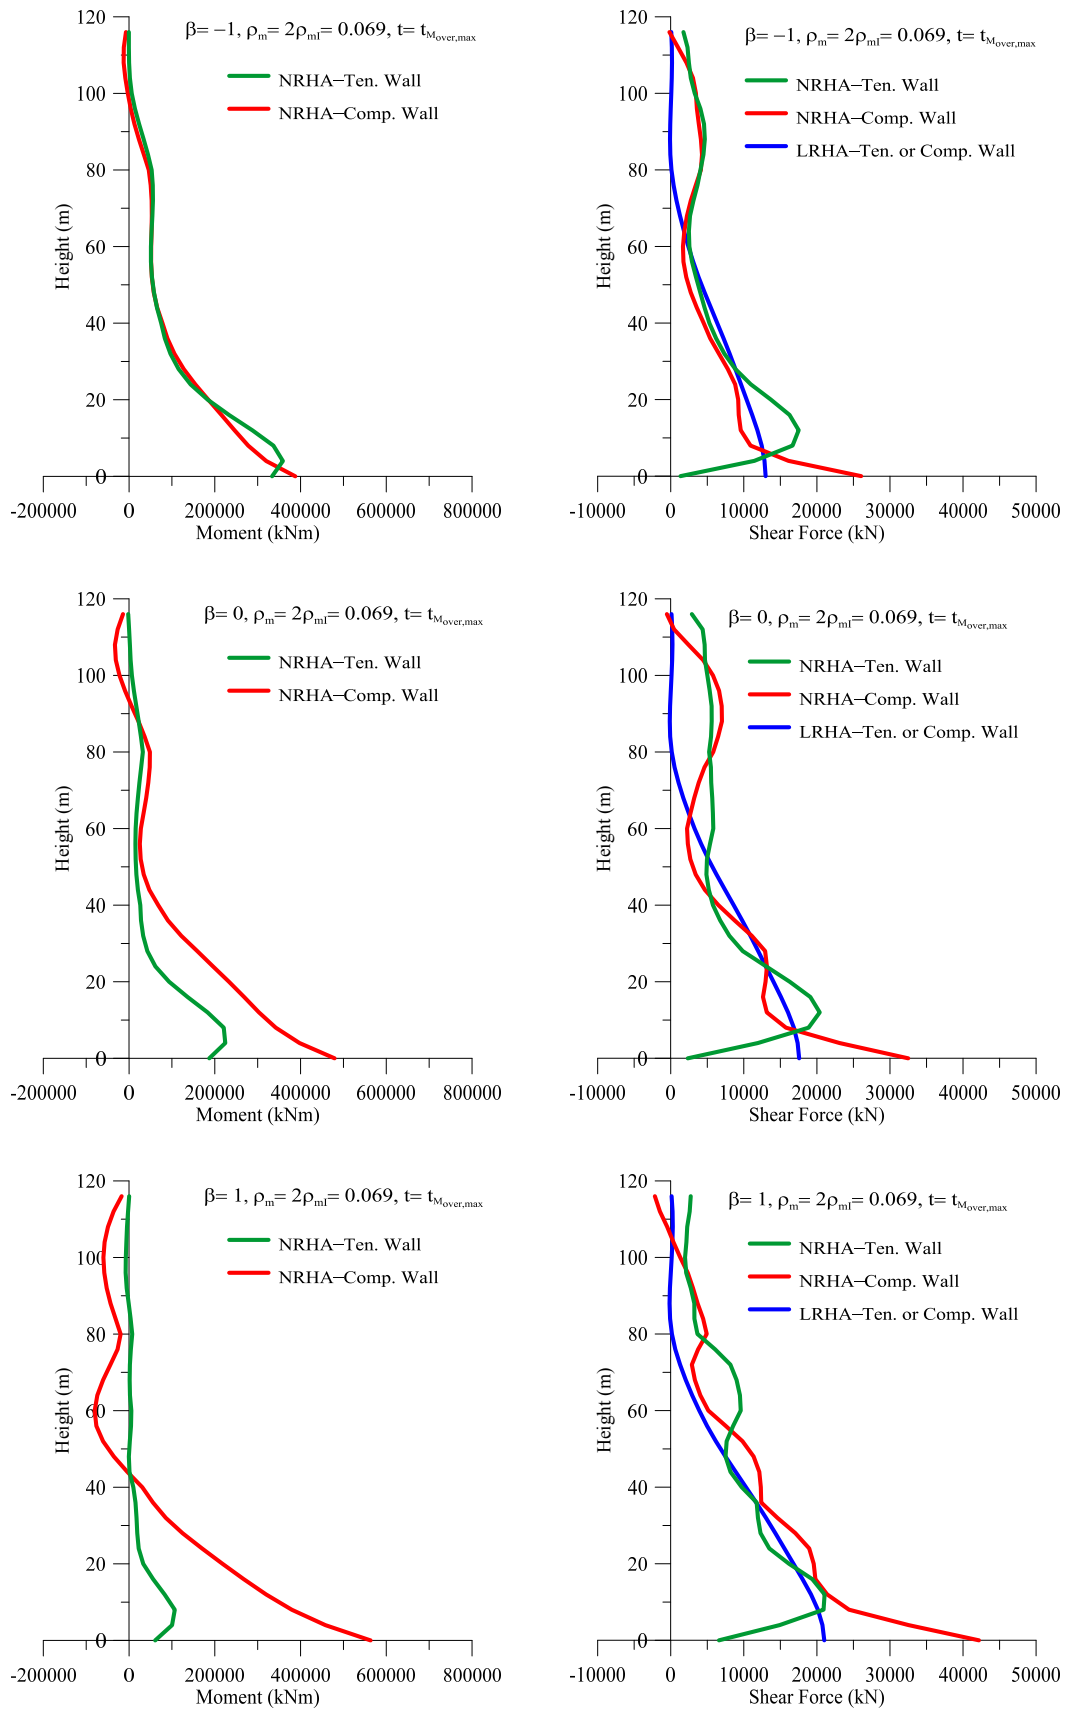 β= −1, ρm= 2ρmI= 0.069, t= tMover,max
NRHA−Ten. Wall
NRHA−Comp. Wall
120
100
80
60
40
20
0
Height (m)
-200000 0 200000 400000 600000 800000
Moment (kNm)
β= −1, ρm= 2ρmI= 0.069, t= tMover,max
NRHA−Ten. Wall
NRHA−Comp. Wall
LRHA−Ten. or Comp. Wall
120
100
80
60
40
20
0
Height (m)
-10000 0 10000 20000 30000 40000 50000
Shear Force (kN)
β= 0, ρm= 2ρmI= 0.069, t= tMover,max
NRHA−Ten. Wall
NRHA−Comp. Wall
120
100
80
60
40
20
0
Height (m)
-200000 0 200000 400000 600000 800000
Moment (kNm)
β= 0, ρm= 2ρmI= 0.069, t= tMover,max
NRHA−Ten. Wall
NRHA−Comp. Wall
LRHA−Ten. or Comp. Wall
120
100
80
60
40
20
0
Height (m)
-10000 0 10000 20000 30000 40000 50000
Shear Force (kN)
β= 1, ρm= 2ρmI= 0.069, t= tMover,max
NRHA−Ten. Wall
NRHA−Comp. Wall
120
100
80
60
40
20
0
Height (m)
-200000 0 200000 400000 600000 800000
Moment (kNm)
β= 1, ρm= 2ρmI= 0.069, t= tMover,max
NRHA−Ten. Wall
NRHA−Comp. Wall
LRHA−Ten. or Comp. Wall
120
100
80
60
40
20
0
Height (m)
-10000 0 10000 20000 30000 40000 50000
Shear Force (kN)